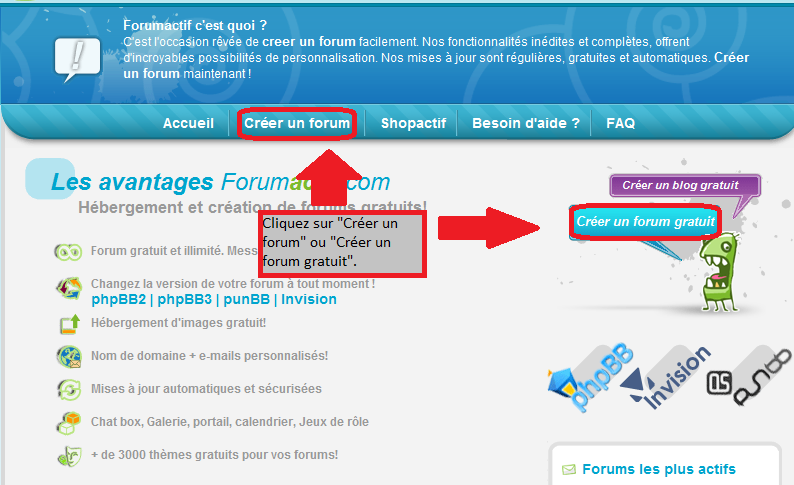 Forumactif c'est quoi ?
C'est l'occasion rêvée de creer un forum facilement. Nos fonctionnalités inédites et complètes, offrent
d'incroyables possibilités de personnalisation. Nos mises à jour sont régulières, gratuites et automatiques. Créer
un forum maintenant !
Accueil
Créer un forum
Shopactif
Besoin d'aide ?
FAQ
Les avantages Forumac com
Hébergement et création de forums gratuits!
Cliquez sur "Créer un
forum" ou "Créer un
forum gratuit".
Créer un blog gratuit
Créer un forum gratuit
Forum gratuit et illimité. Mess
Changez la version de votre forum à tout moment !
phpBB2 | phpBB3 | punBB | Invision
Hébergement d'images gratuit!
Nom de domaine + e-mails personnalisés!
Mises à jour automatiques et sécurisées
Chat box, Galerie, portail, calendrier, Jeux de rôle
+ de 3000 thèmes gratuits pour vos forums!
phpBB
Invision
punbb
Forums les plus actifs